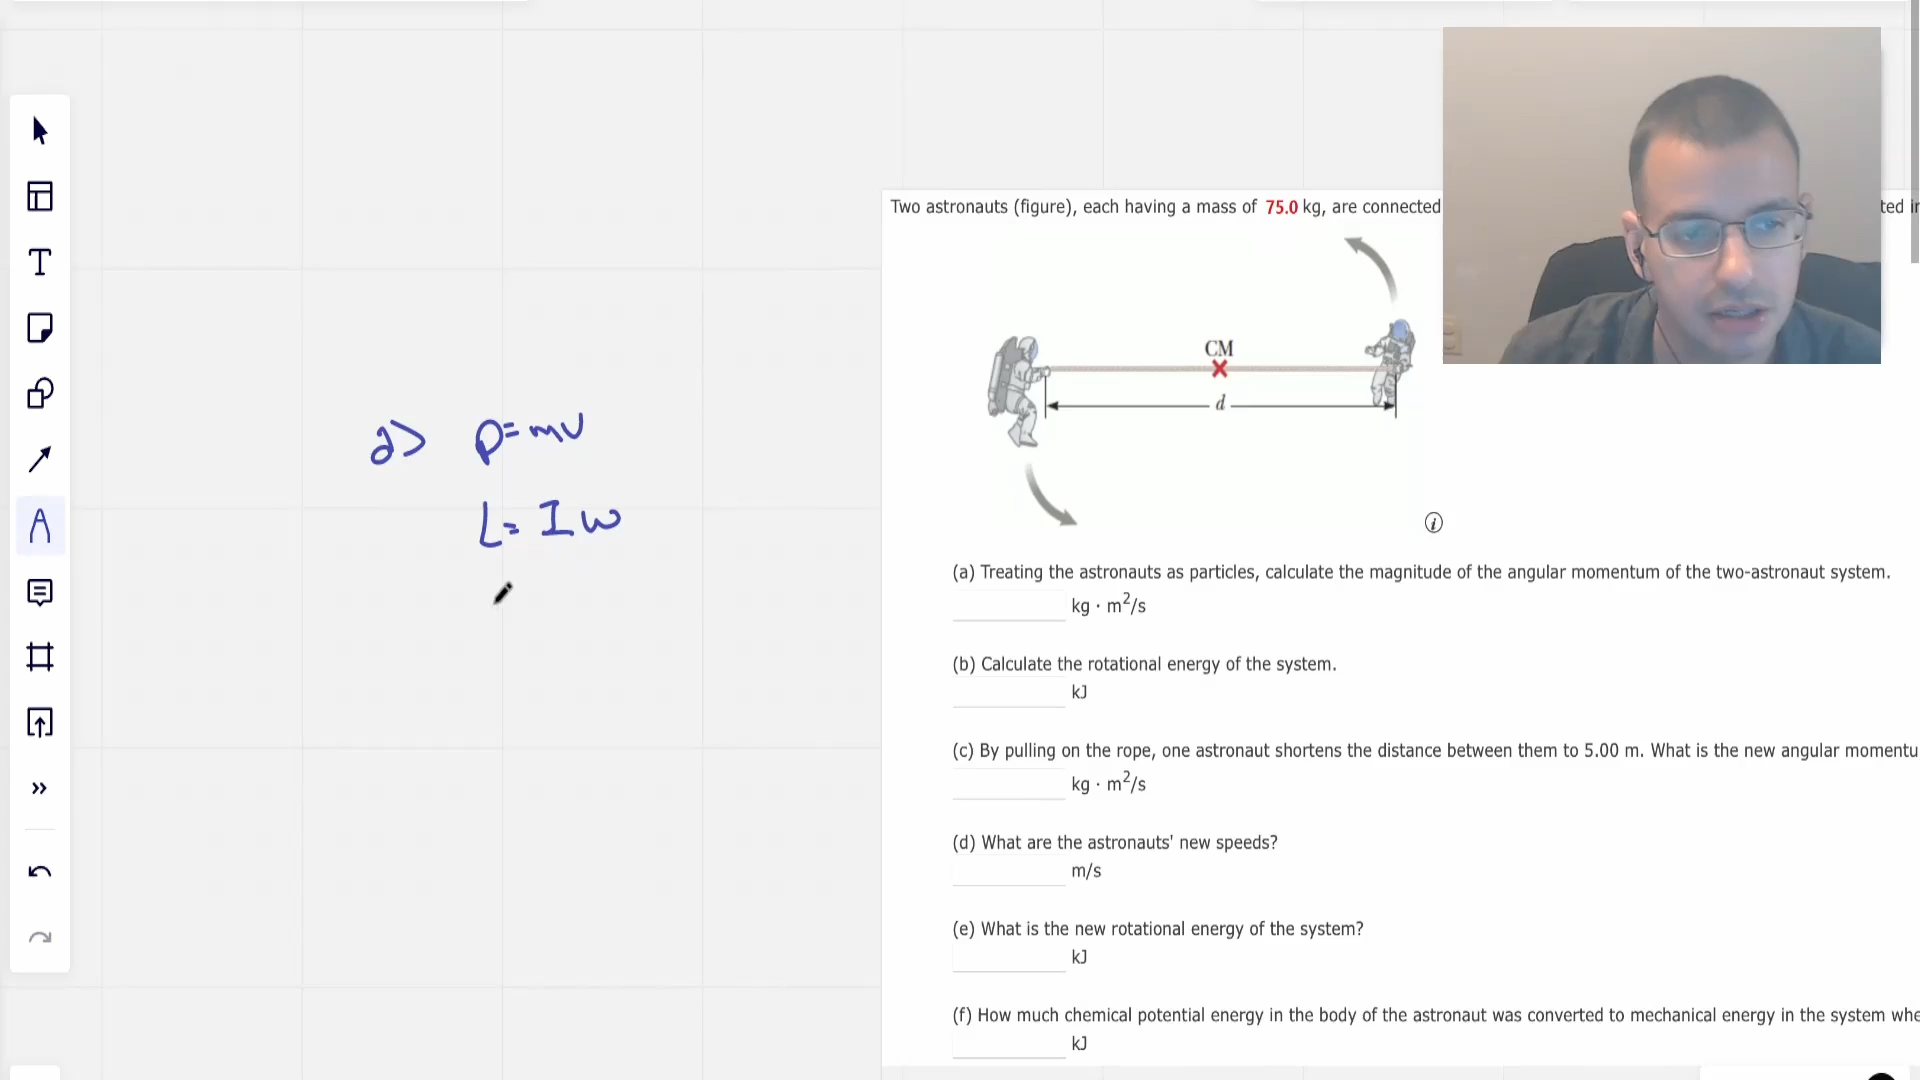 Two astronauts (figure), each having a mass of 75.0 kg, are connected
ted in
CM
d
a) p=mv
L= Iω
(a) Treating the astronauts as particles, calculate the magnitude of the angular momentum of the two-astronaut system.
kg · m²/s
(b) Calculate the rotational energy of the system.
kJ
(c) By pulling on the rope, one astronaut shortens the distance between them to 5.00 m. What is the new angular momentu
kg · m²/s
(d) What are the astronauts' new speeds?
m/s
(e) What is the new rotational energy of the system?
kJ
(f) How much chemical potential energy in the body of the astronaut was converted to mechanical energy in the system whe
kJ